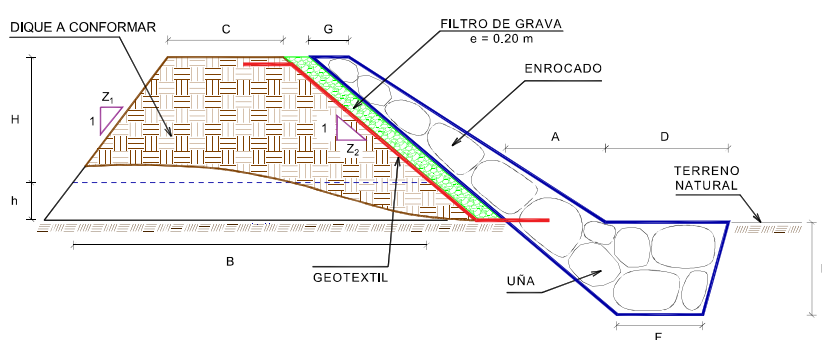 DIQUE A CONFORMAR
C
G
FILTRO DE GRAVA
e = 0.20 m
ENROCADO
H
Z1
1
1
Z2
A
D
TERRENO
NATURAL
h
B
GEOTEXTIL
UÑA